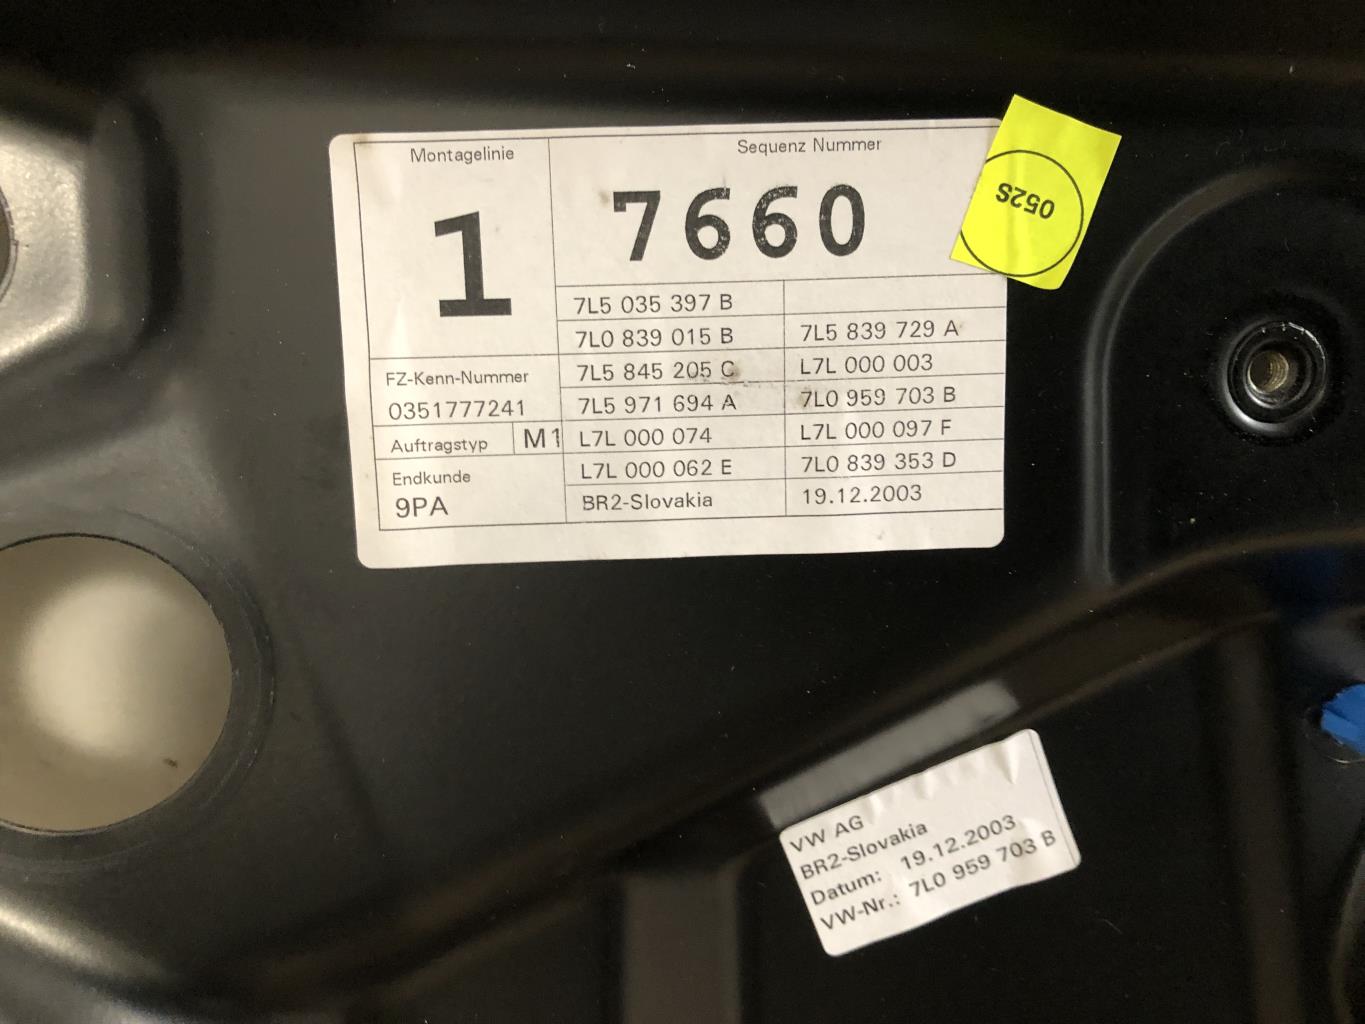 Montagelinie
1
Sequenz Nummer
7660
052S
7L5 035 397 B
7L0 839 015 B 7L5 839 729 A
7L5 845 205 C L7L 000 003
7L5 971 694 A 7L0 959 703 B
L7L 000 074 L7L 000 097 F
L7L 000 062 E 7L0 839 353 D
BR2-Slovakia 19.12.2003
FZ-Kenn-Nummer
0351777241
Auftragstyp M1
Endkunde
9PA
VW AG
BR2-Slovakia
Datum: 19.12.2003
VW-Nr.: 7L0 959 703 B